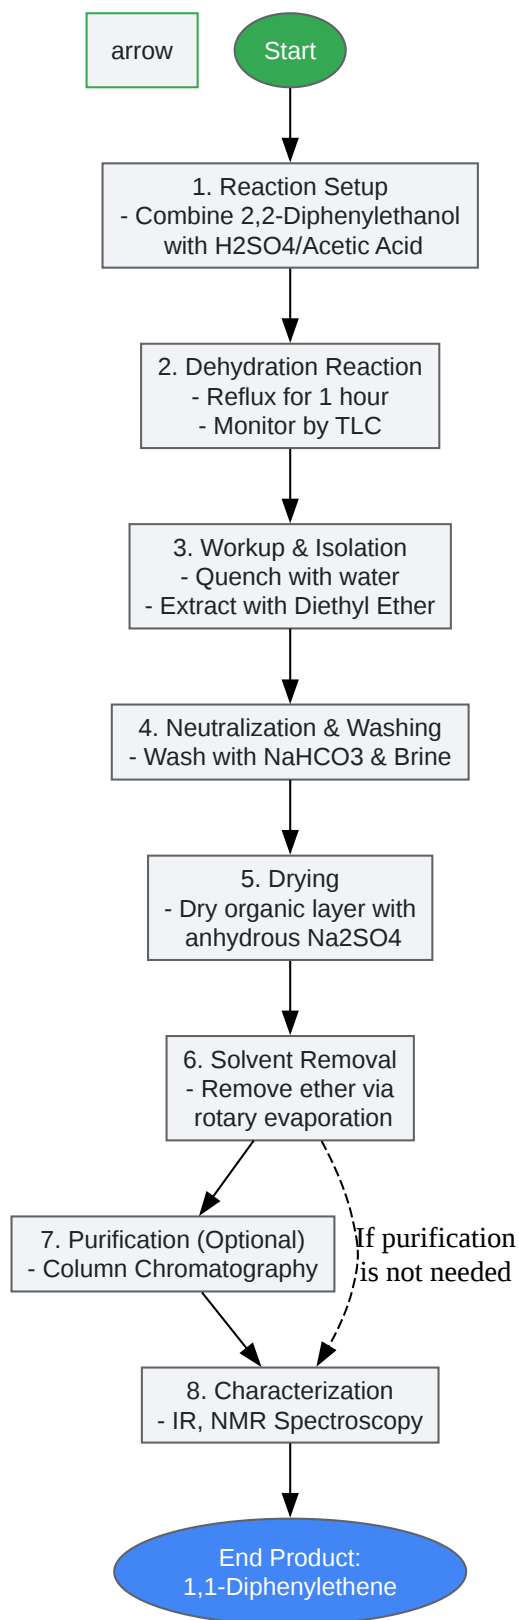 arrow
Start
1. Reaction Setup
- Combine 2,2-Diphenylethanol
with H2SO4/Acetic Acid
2. Dehydration Reaction
- Reflux for 1 hour
- Monitor by TLC
3. Workup & Isolation
- Quench with water
- Extract with Diethyl Ether
4. Neutralization & Washing
- Wash with NaHCO3 & Brine
5. Drying
- Dry organic layer with
anhydrous Na2SO4
6. Solvent Removal
- Remove ether via
rotary evaporation
7. Purification (Optional)
- Column Chromatography
If purification
is not needed
8. Characterization
- IR, NMR Spectroscopy
End Product:
1,1-Diphenylethene